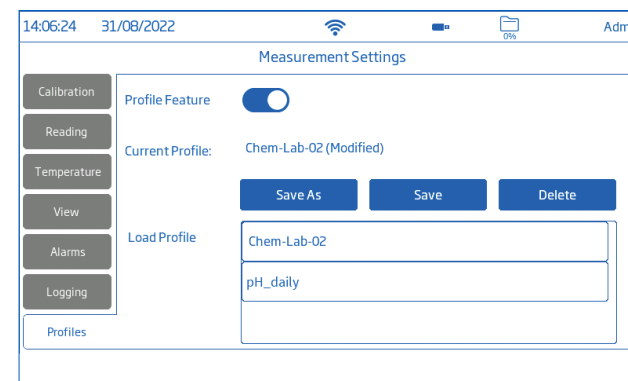 14:06:24 31/08/2022 0% Adm
Measurement Settings
Calibration
Profile Feature
Reading
Current Profile: Chem-Lab-02 (Modified)
Temperature
Save As Save Delete
View
Load Profile
Chem-Lab-02
Alarms
pH_daily
Logging
Profiles